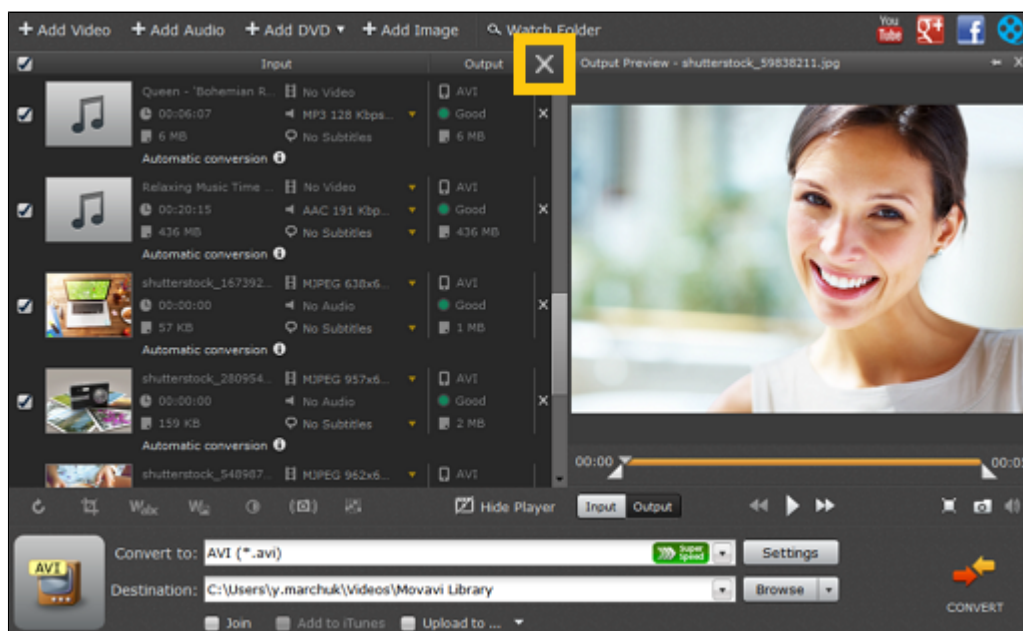 + Add Video + Add Audio + Add DVD + Add Image Watch Folder You Tube g+ f
Input Output X Output Preview - shutterstock_59838211.jpg X
Queen - 'Bohemian R... No Video AVI
00:06:07 MP3 128 Kbps... Good
6 MB No Subtitles 6 MB
Automatic conversion
Relaxing Music Time ... No Video AVI
00:20:15 AAC 191 Kbp... Good
436 MB No Subtitles 436 MB
Automatic conversion
shutterstock_167392... MJPEG 638x6... AVI
00:00:00 No Audio Good
57 KB No Subtitles 1 MB
Automatic conversion
shutterstock_280954... MJPEG 957x6... AVI
00:00:00 No Audio Good
159 KB No Subtitles 2 MB
Automatic conversion
shutterstock_548987... MJPEG 962x6... AVI
00:00
Hide Player Input Output
Convert to: AVI (*.avi) Super Speed Settings
AVI
Destination: C:\Users\y.marchuk\Videos\Movavi Library Browse
CONVERT
Join Add to iTunes Upload to ...